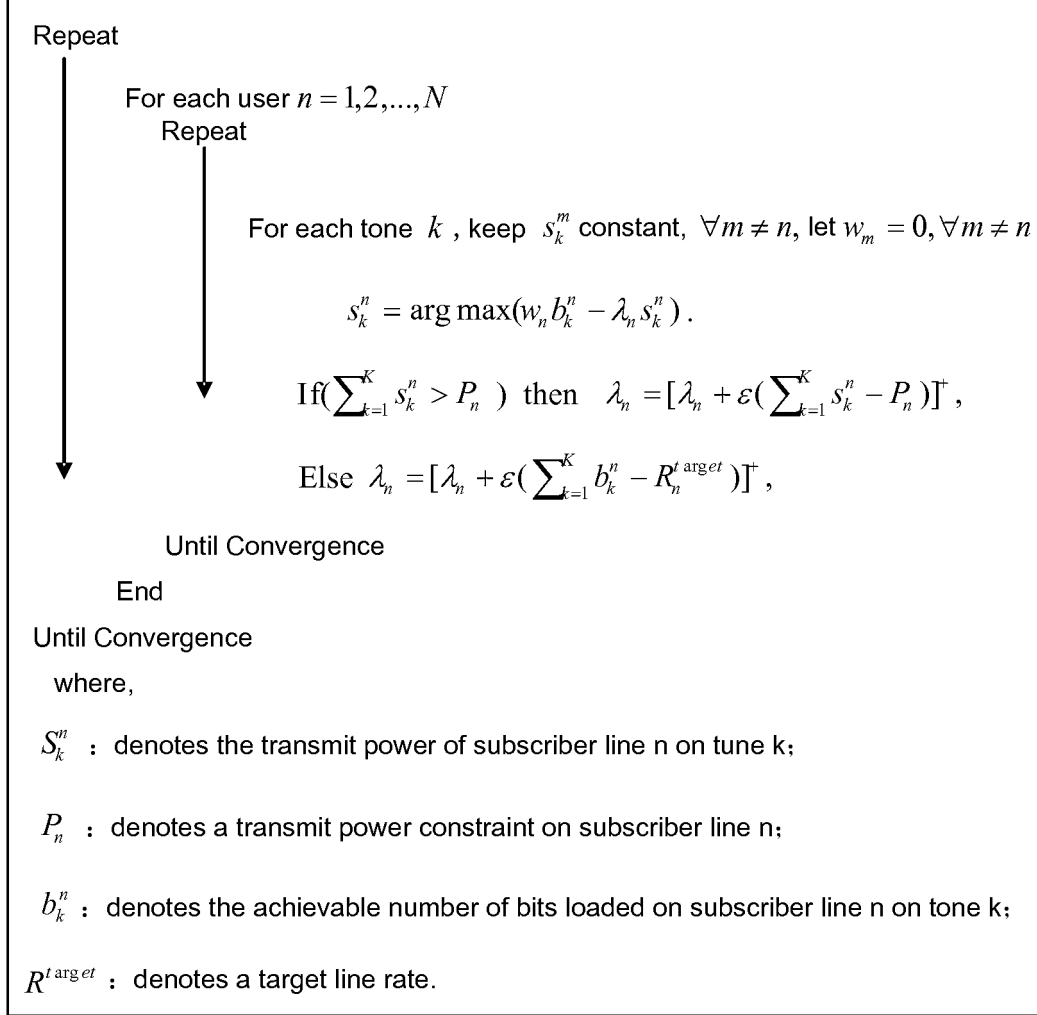 Repeat
For each user n = 1,2,...,N
Repeat
For each tone k , keep s_k^m constant, ∀m ≠ n, let w_m = 0, ∀m ≠ n
s_k^n = arg max(w_n b_k^n − λ_n s_k^n) .
If(∑_{k=1}^K s_k^n > P_n ) then λ_n = [λ_n + ε(∑_{k=1}^K s_k^n − P_n)]^+ ,
Else λ_n = [λ_n + ε(∑_{k=1}^K b_k^n − R_n^{t arget})]^+ ,
Until Convergence
End
Until Convergence
where,
S_k^n : denotes the transmit power of subscriber line n on tune k;
P_n : denotes a transmit power constraint on subscriber line n;
b_k^n : denotes the achievable number of bits loaded on subscriber line n on tone k;
R^{t arg et} : denotes a target line rate.